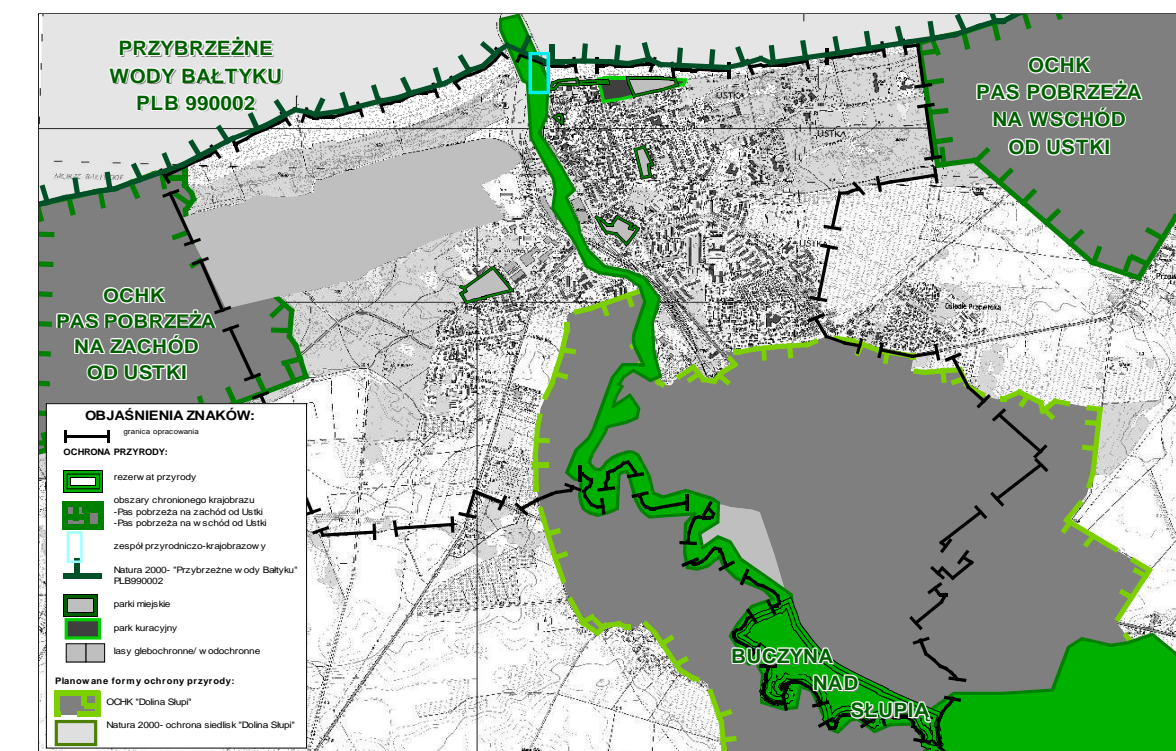 PRZYBRZEŻNE
WODY BAŁTYKU
PLB 990002
OCHK
PAS POBRZEŻA
NA WSCHÓD
OD USTKI
USTKA
USTKA
USTKA
OCHK
PAS POBRZEŻA
NA ZACHÓD
OD USTKI
BUCZYNA
NAD
SŁUPIĄ
OBJAŚNIENIA ZNAKÓW:
granica opracowania
OCHRONA PRZYRODY:
rezerwat przyrody
obszary chronionego krajobrazu
-Pas pobrzeża na zachód od Ustki
-Pas pobrzeża na wschód od Ustki
zespół przyrodniczo-krajobrazowy
Natura 2000- "Przybrzeżne wody Bałtyku"
PLB990002
parki miejskie
park kuracyjny
lasy glebochronne/ wodochronne
Planowane formy ochrony przyrody:
OCHK "Dolina Słupi"
Natura 2000- ochrona siedlisk "Dolina Słupi"